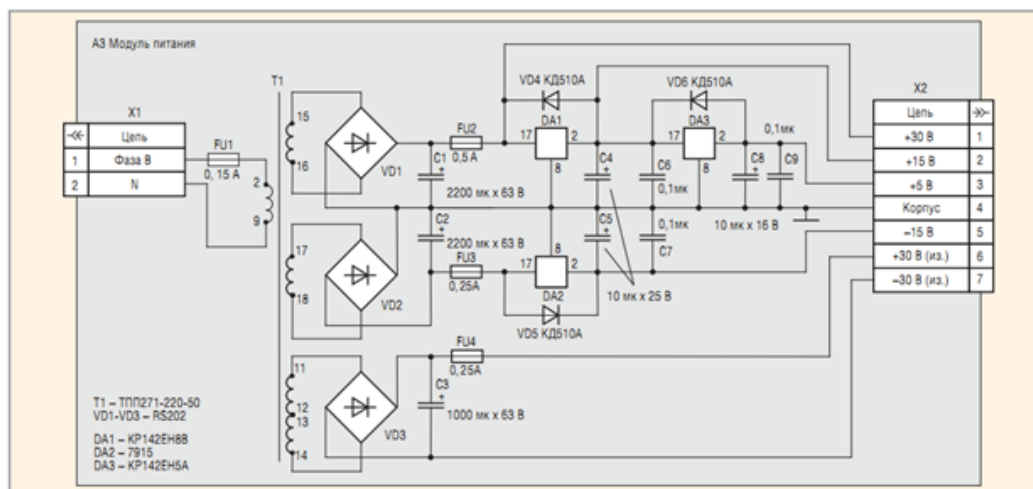 А3 Модуль питания
T1
X1
Цепь
1 Фаза В
2 N
FU1
0, 15 А
2
9
15
16
17
18
11
12
13
14
VD1
VD2
VD3
C1 +
2200 мк x 63 В
C2 +
2200 мк x 63 В
C3 +
1000 мк x 63 В
FU2
0,5 А
FU3
0, 25А
FU4
0, 25А
VD4 КД510А
DA1
17 2
8
VD6 КД510А
DA3
17 2
8
C4 +
C5 +
10 мк x 25 В
C6
0,1мк
0,1мк
C7
C8 +
10 мк x 16 В
0,1мк
C9
8
17 2
DA2
VD5 КД510А
X2
Цепь
+30 В 1
+15 В 2
+5 В 3
Корпус 4
–15 В 5
+30 В (из.) 6
–30 В (из.) 7
T1 – ТПП271-220-50
VD1-VD3 – RS202
DA1 – КР142ЕН8В
DA2 – 7915
DA3 – КР142ЕН5А